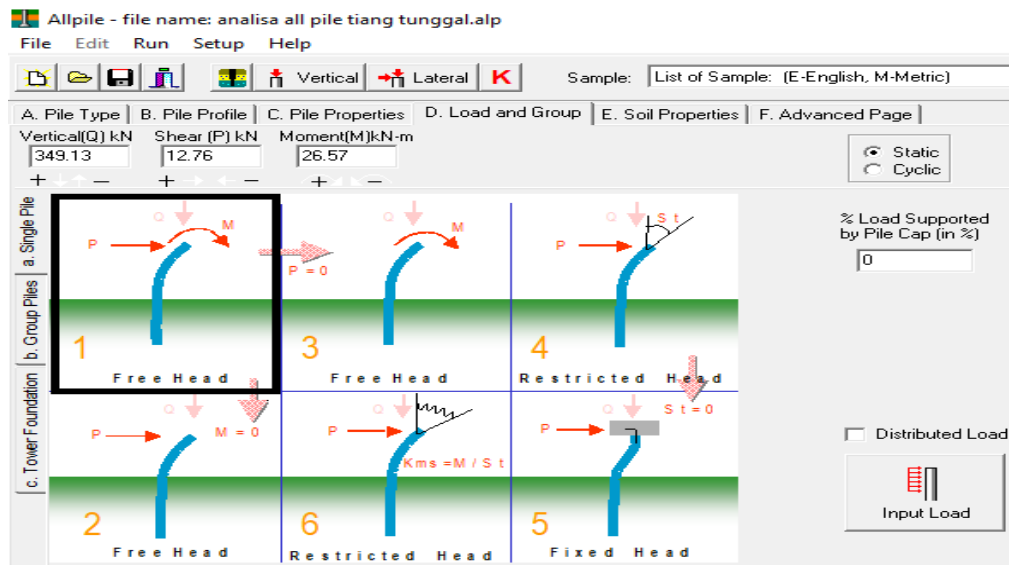 Allpile - file name: analisa all pile tiang tunggal.alp
File Edit Run Setup Help
Vertical Lateral K Sample: List of Sample: (E-English, M-Metric)
A. Pile Type B. Pile Profile C. Pile Properties D. Load and Group E. Soil Properties F. Advanced Page
Vertical(Q) kN Shear (P) kN Moment(M)kN-m
349.13 12.76 26.57
+ − + − + −
Static
Cyclic
a. Single Pile
b. Group Piles
c. Tower Foundation
Q M P
1
Free Head
P = 0
M
3
Free Head
Q S t P
4
Restricted Head
% Load Supported
by Pile Cap (in %)
0
Q P M = 0
2
Free Head
Q P
Kms =M / S t
6
Restricted Head
Q S t = 0
P
5
Fixed Head
Distributed Load
Input Load